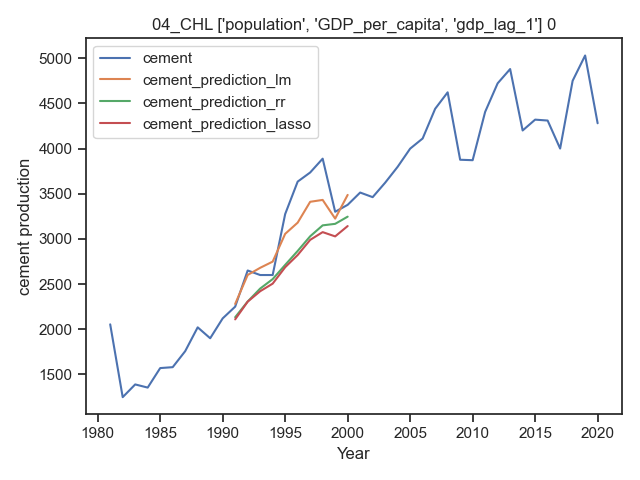 04_CHL ['population', 'GDP_per_capita', 'gdp_lag_1'] 0
cement
cement_prediction_lm
cement_prediction_rr
cement_prediction_lasso
cement production
5000
4500
4000
3500
3000
2500
2000
1500
1980 1985 1990 1995 2000 2005 2010 2015 2020
Year